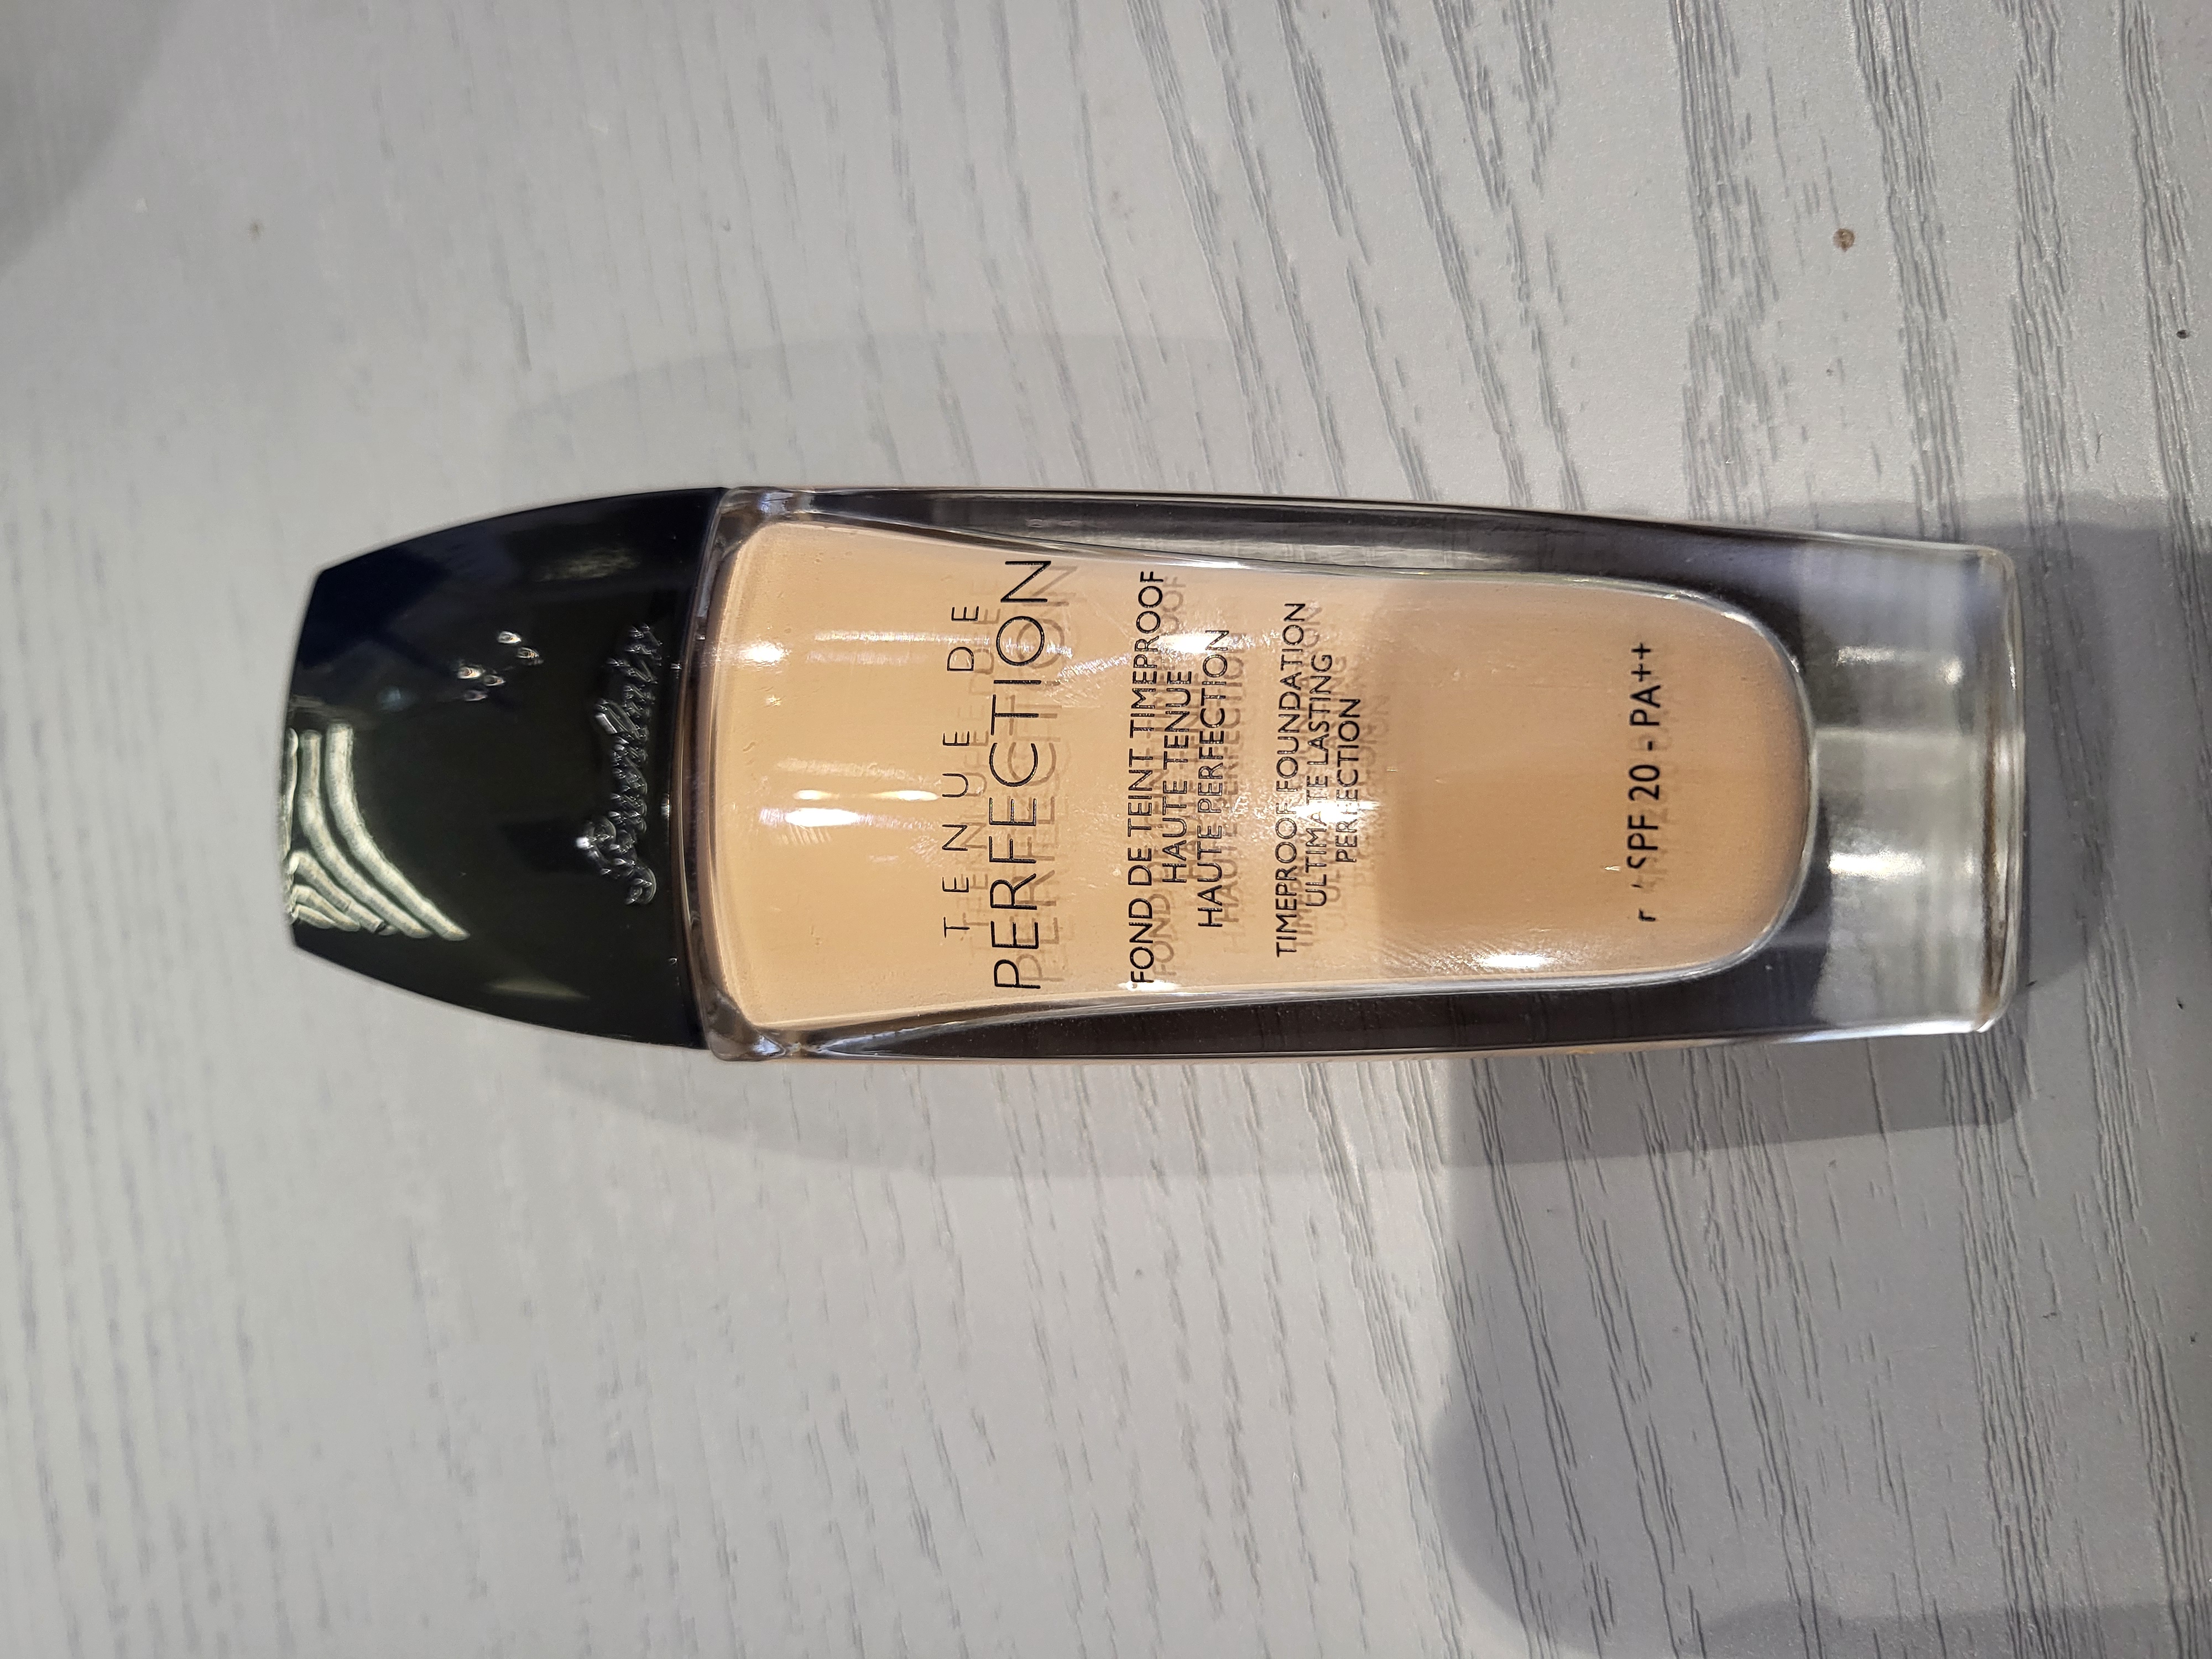 Guerlain
TENUE DE
PERFECTION
FOND DE TEINT TIMEPROOF
HAUTE TENUE
HAUTE PERFECTION
TIMEPROOF FOUNDATION
ULTIMATE LASTING
PERFECTION
SPF 20 - PA++